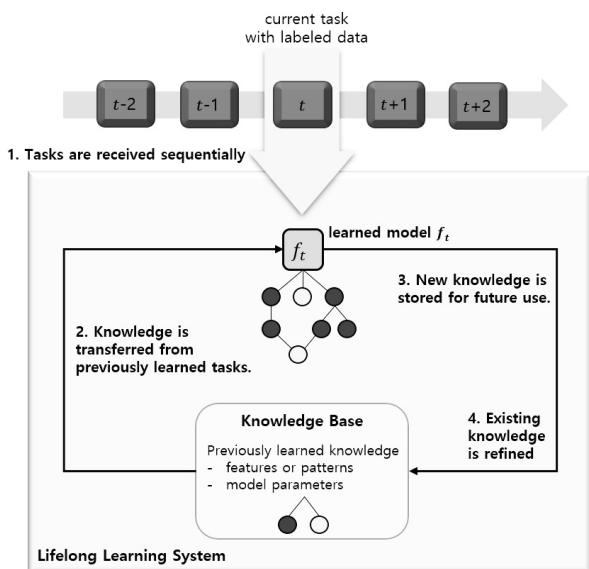 current task
with labeled data
t-2
t-1
t
t+1
t+2
1. Tasks are received sequentially
learned model f_t
f_t
3. New knowledge is
stored for future use.
2. Knowledge is
transferred from
previously learned tasks.
Knowledge Base
Previously learned knowledge
- features or patterns
- model parameters
4. Existing
knowledge
is refined
Lifelong Learning System